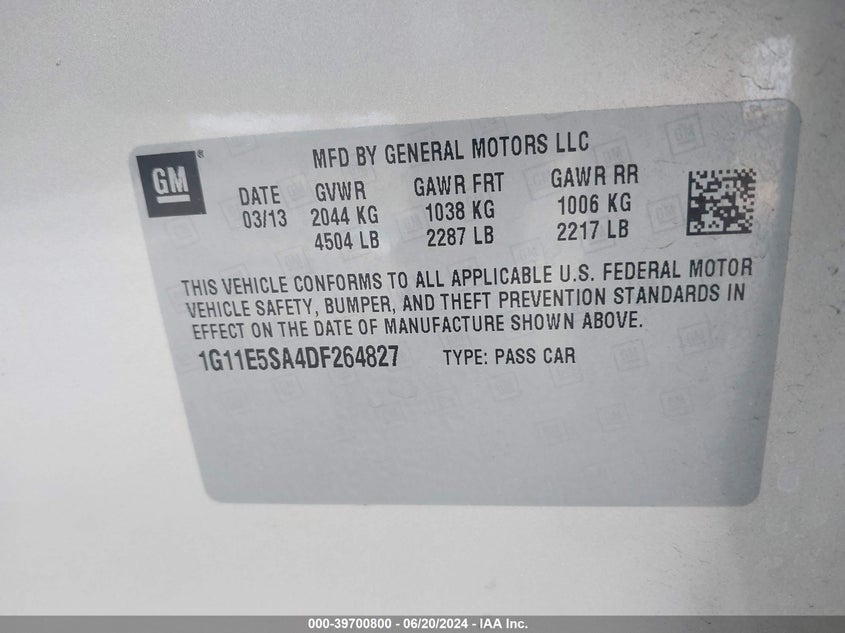 GM®
MFD BY GENERAL MOTORS LLC
DATE GVWR GAWR FRT GAWR RR
03/13 2044 KG 1038 KG 1006 KG
4504 LB 2287 LB 2217 LB
THIS VEHICLE CONFORMS TO ALL APPLICABLE U.S. FEDERAL MOTOR
VEHICLE SAFETY, BUMPER, AND THEFT PREVENTION STANDARDS IN
EFFECT ON THE DATE OF MANUFACTURE SHOWN ABOVE.
1G11E5SA4DF264827 TYPE: PASS CAR
000-39700800 - 06/20/2024 - IAA Inc.